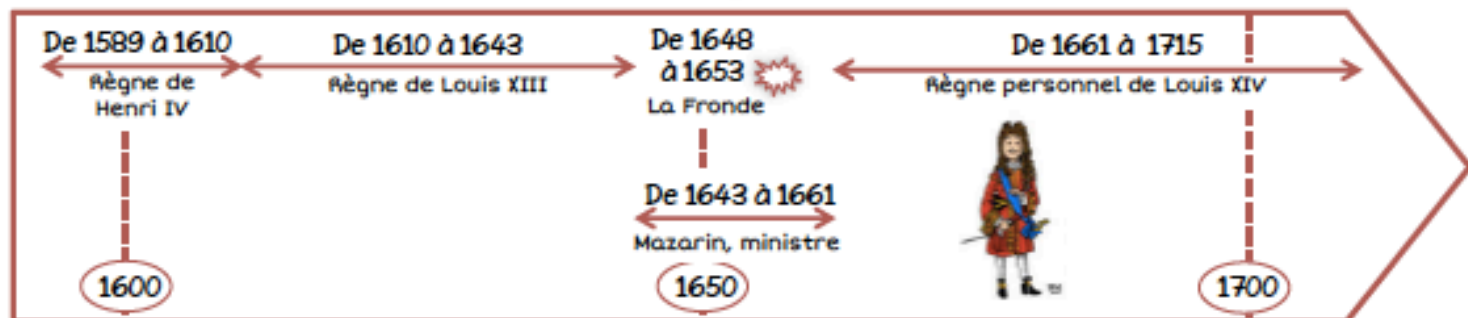 De 1589 à 1610
Règne de
Henri IV
De 1610 à 1643
Règne de Louis XIII
De 1648
à 1653
La Fronde
De 1643 à 1661
Mazarin, ministre
De 1661 à 1715
Règne personnel de Louis XIV
1600
1650
1700